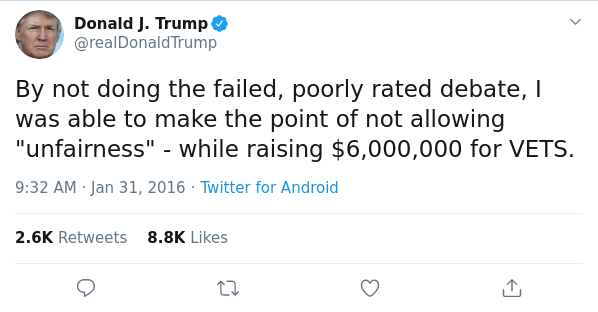 Donald J. Trump
@realDonaldTrump
By not doing the failed, poorly rated debate, I
was able to make the point of not allowing
"unfairness" - while raising $6,000,000 for VETS.
9:32 AM · Jan 31, 2016 · Twitter for Android
2.6K Retweets 8.8K Likes